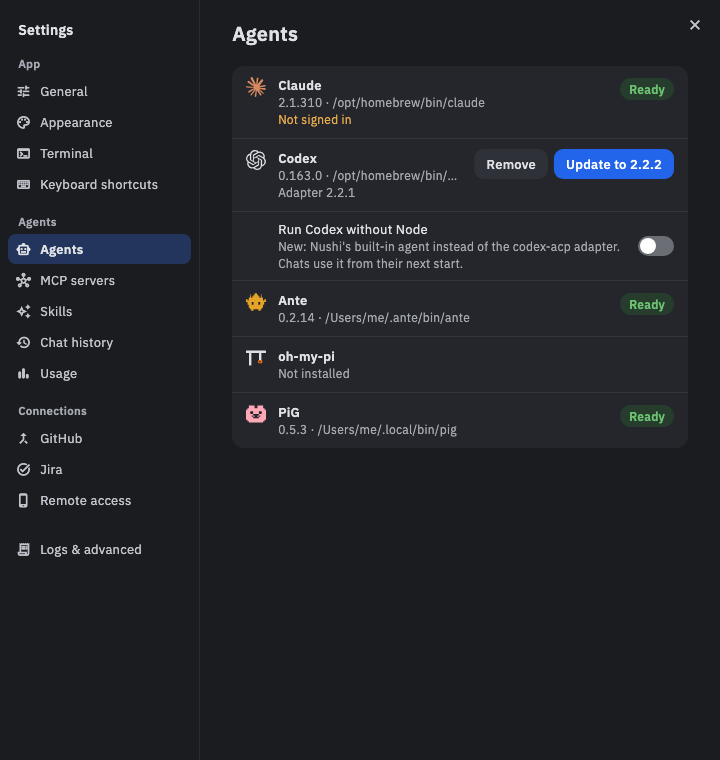 Settings
App
General
Appearance
Terminal
Keyboard shortcuts
Agents
Agents
MCP servers
Skills
Chat history
Usage
Connections
GitHub
Jira
Remote access
Logs & advanced
Agents
Claude
2.1.310 · /opt/homebrew/bin/claude
Not signed in
Ready
Codex
0.163.0 · /opt/homebrew/bin/...
Adapter 2.2.1
Remove
Update to 2.2.2
Run Codex without Node
New: Nushi's built-in agent instead of the codex-acp adapter.
Chats use it from their next start.
Ante
0.2.14 · /Users/me/.ante/bin/ante
Ready
oh-my-pi
Not installed
PiG
0.5.3 · /Users/me/.local/bin/pig
Ready